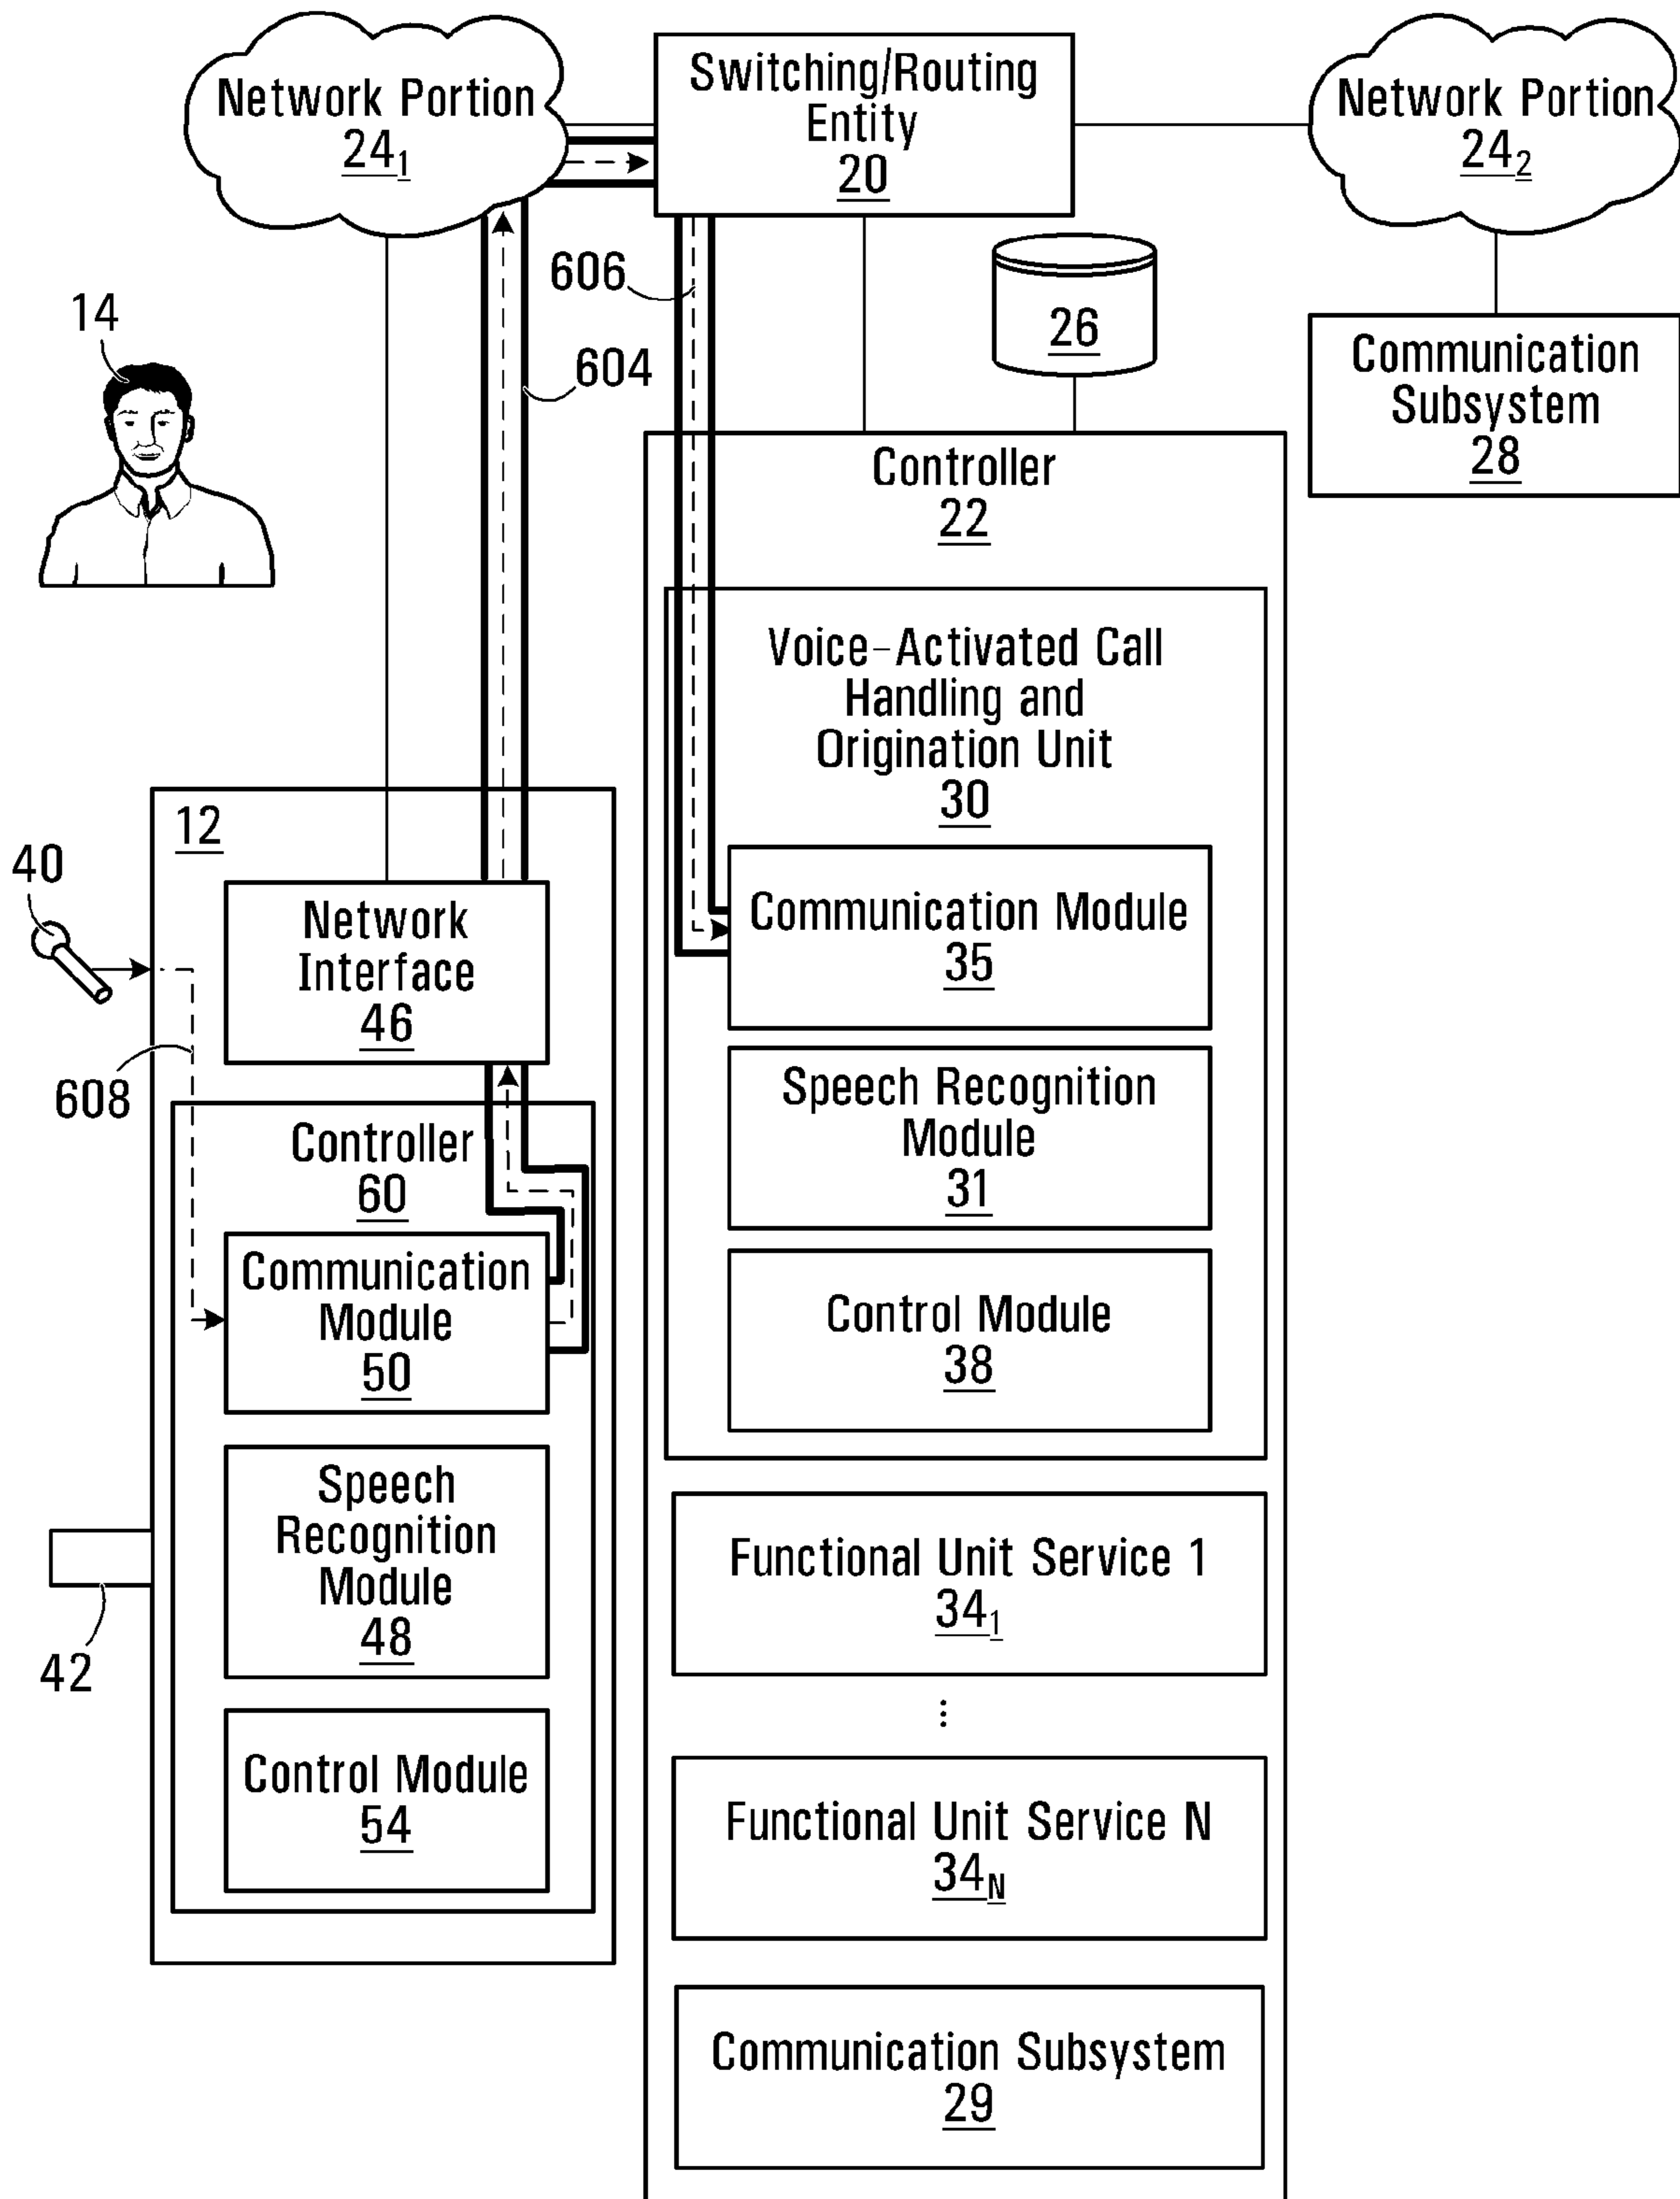 Network Portion
24₁
Switching/Routing
Entity
20
Network Portion
24₂
606
26
14
604
Communication
Subsystem
28
Controller
22
Voice-Activated Call
Handling and
Origination Unit
30
12
40
Network
Interface
46
Communication Module
35
608
Controller
60
Speech Recognition
Module
31
Communication
Module
50
Control Module
38
Speech
Recognition
Module
48
42
Functional Unit Service 1
34₁
⋮
Control Module
54
Functional Unit Service N
34N
Communication Subsystem
29